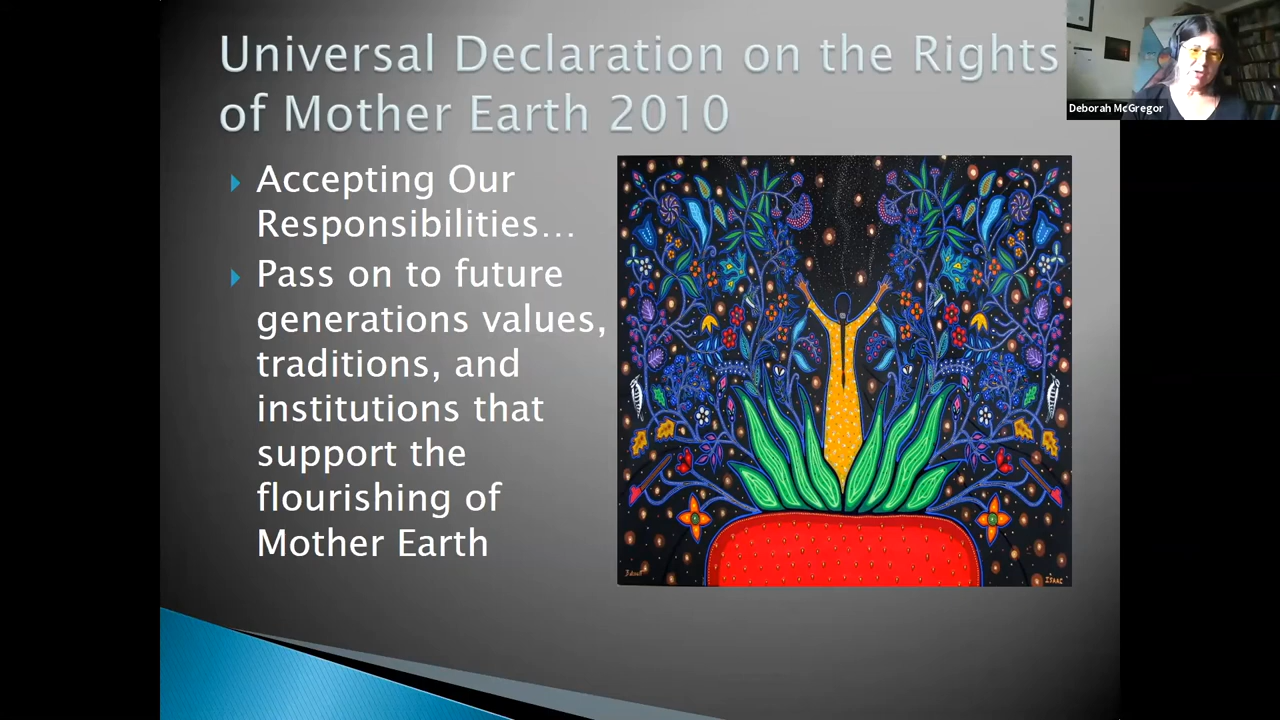 Universal Declaration on the Rights
of Mother Earth 2010
Deborah McGregor
Accepting Our
Responsibilities...
Pass on to future
generations values,
traditions, and
institutions that
support the
flourishing of
Mother Earth
ISAAC